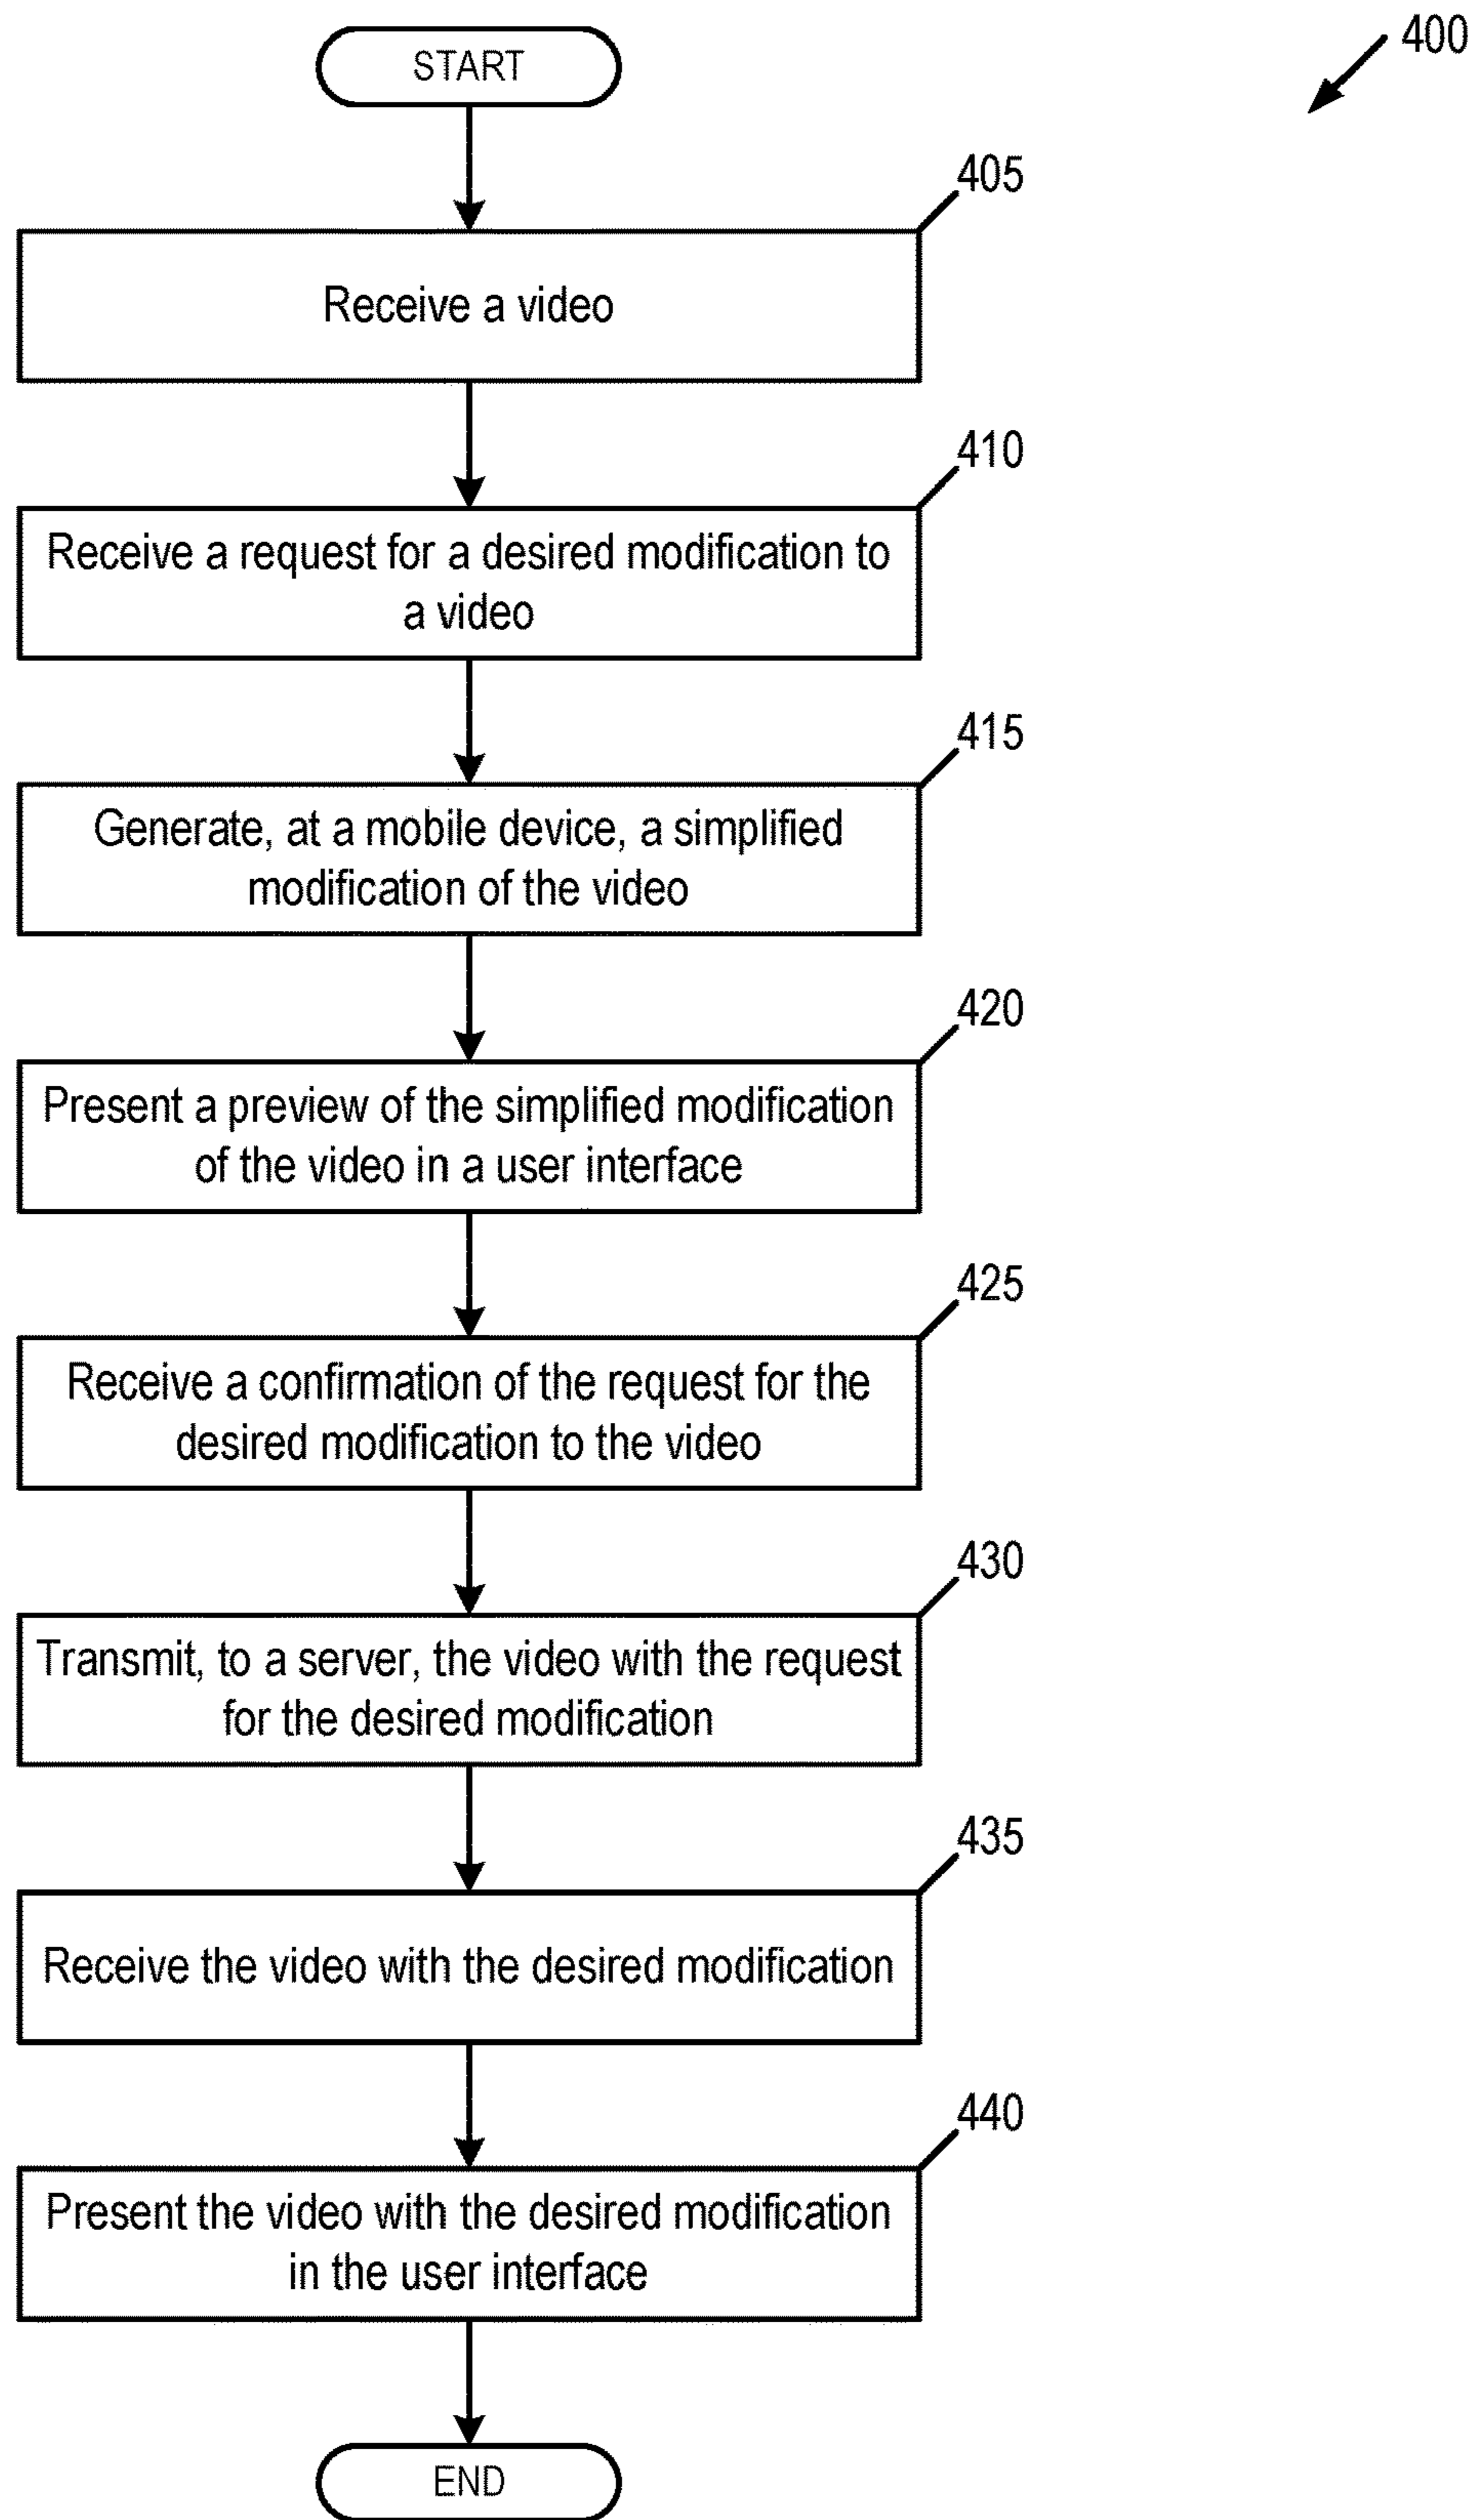 START
400
405
Receive a video
410
Receive a request for a desired modification to
a video
415
Generate, at a mobile device, a simplified
modification of the video
420
Present a preview of the simplified modification
of the video in a user interface
425
Receive a confirmation of the request for the
desired modification to the video
430
Transmit, to a server, the video with the request
for the desired modification
435
Receive the video with the desired modification
440
Present the video with the desired modification
in the user interface
END